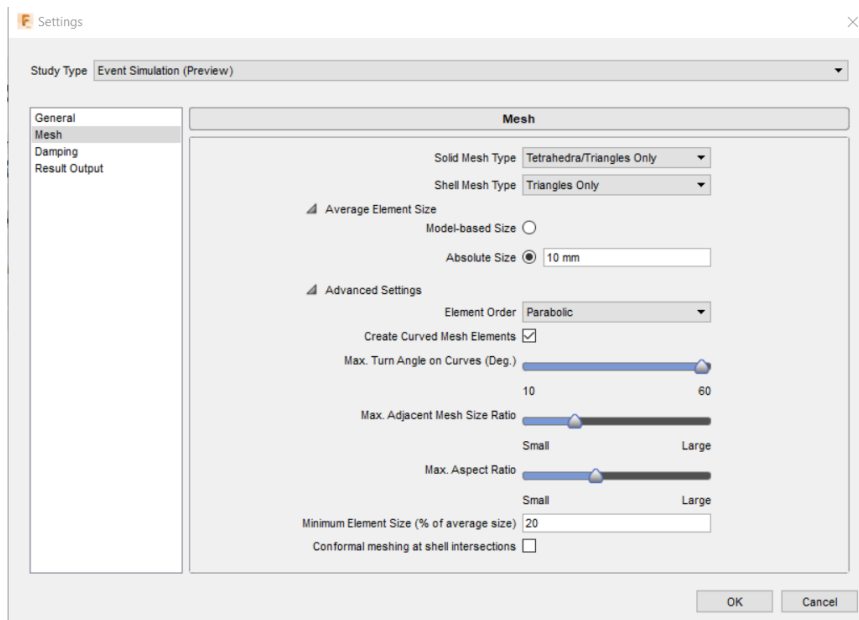 Settings
Study Type Event Simulation (Preview)
General
Mesh
Damping
Result Output
Mesh
Solid Mesh Type Tetrahedra/Triangles Only
Shell Mesh Type Triangles Only
Average Element Size
Model-based Size
Absolute Size 10 mm
Advanced Settings
Element Order Parabolic
Create Curved Mesh Elements
Max. Turn Angle on Curves (Deg.)
10 60
Max. Adjacent Mesh Size Ratio
Small Large
Max. Aspect Ratio
Small Large
Minimum Element Size (% of average size) 20
Conformal meshing at shell intersections
OK Cancel